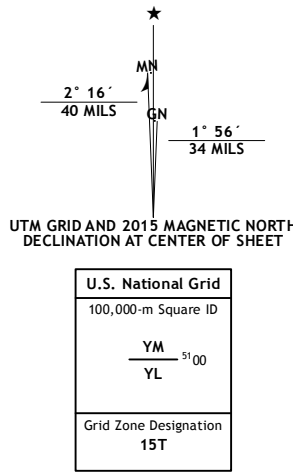 MN
GN
2° 16´
40 MILS
1° 56´
34 MILS
UTM GRID AND 2015 MAGNETIC NORTH
DECLINATION AT CENTER OF SHEET
U.S. National Grid
100,000-m Square ID
YM
5100
YL
Grid Zone Designation
15T